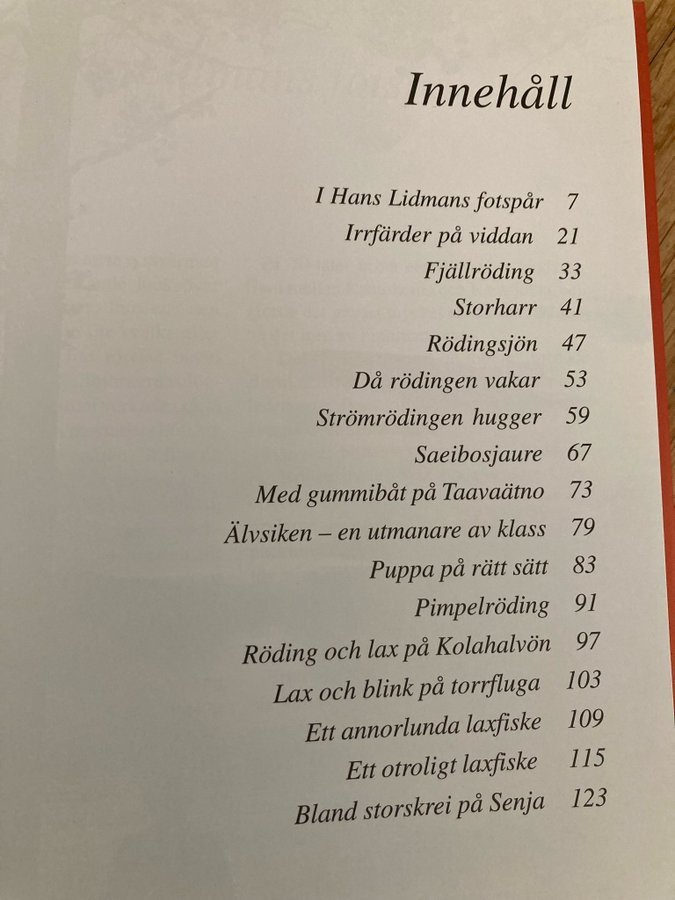 Innehåll
I Hans Lidmans fotspår 7
Irrfärder på viddan 21
Fjällröding 33
Storharr 41
Rödingsjön 47
Då rödingen vakar 53
Strömrödingen hugger 59
Saeibosjaure 67
Med gummibåt på Taavaätno 73
Älvsiken – en utmanare av klass 79
Puppa på rätt sätt 83
Pimpelröding 91
Röding och lax på Kolahalvön 97
Lax och blink på torrfluga 103
Ett annorlunda laxfiske 109
Ett otroligt laxfiske 115
Bland storskrei på Senja 123